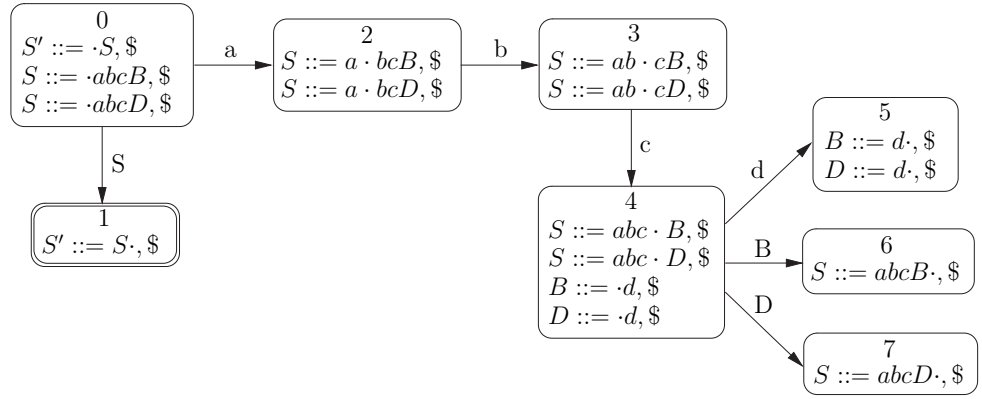 0
S′ ::= ·S, $
S ::= ·abcB, $
S ::= ·abcD, $
a
2
S ::= a · bcB, $
S ::= a · bcD, $
b
3
S ::= ab · cB, $
S ::= ab · cD, $
S
1
S′ ::= S·, $
c
4
S ::= abc · B, $
S ::= abc · D, $
B ::= ·d, $
D ::= ·d, $
d
5
B ::= d·, $
D ::= d·, $
B
6
S ::= abcB·, $
D
7
S ::= abcD·, $